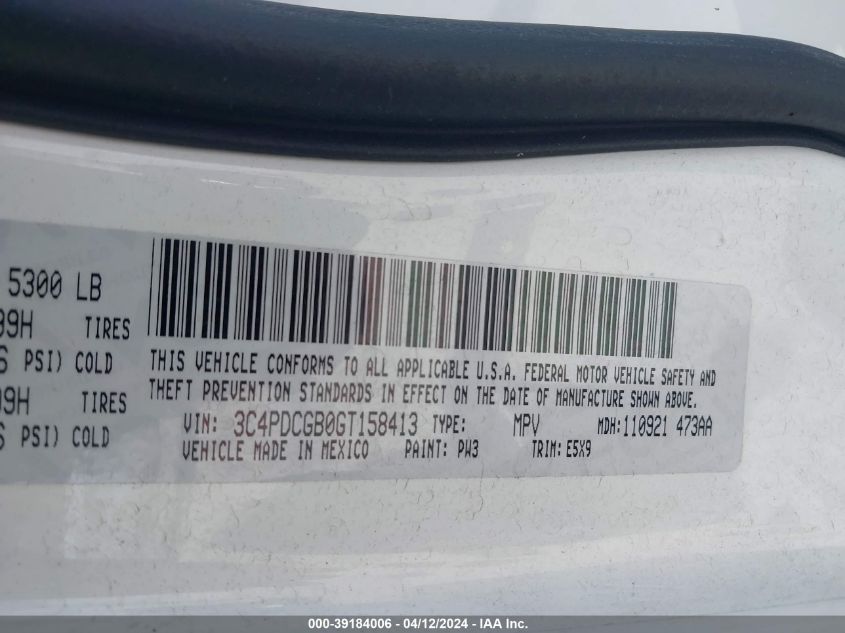 5300 LB
99H TIRES
PSI) COLD
THIS VEHICLE CONFORMS TO ALL APPLICABLE U.S.A. FEDERAL MOTOR VEHICLE SAFETY AND
THEFT PREVENTION STANDARDS IN EFFECT ON THE DATE OF MANUFACTURE SHOWN ABOVE.
99H TIRES
PSI) COLD
VIN: 3C4PDCGB0GT158413 TYPE: MPV MDH:110921 473AA
VEHICLE MADE IN MEXICO PAINT: PW3 TRIM: E5X9
000-39184006 - 04/12/2024 - IAA Inc.